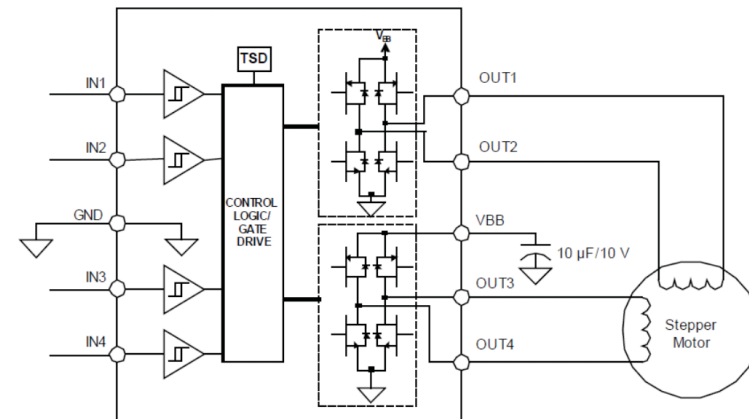 VBB
TSD
IN1
OUT1
IN2
OUT2
CONTROL
LOGIC/
GATE
DRIVE
GND
VBB
10 µF/10 V
IN3
OUT3
Stepper
Motor
IN4
OUT4